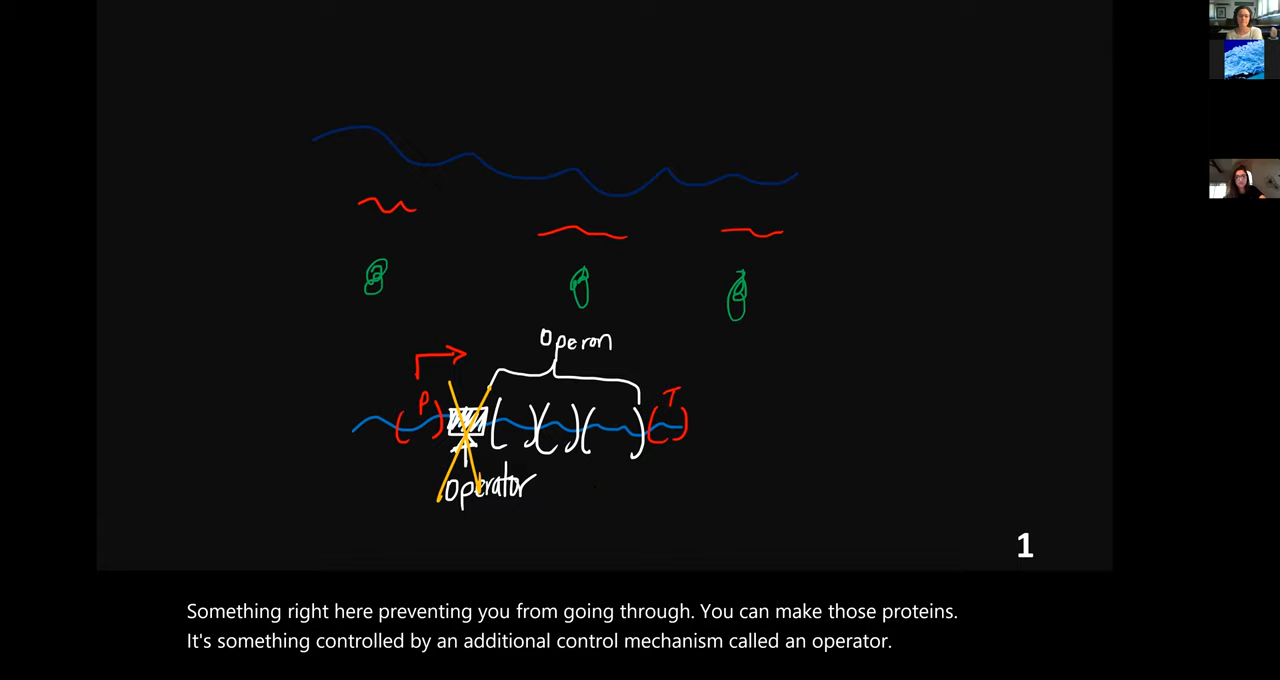 Operon
P
T
Operator
1
Something right here preventing you from going through. You can make those proteins.
It's something controlled by an additional control mechanism called an operator.